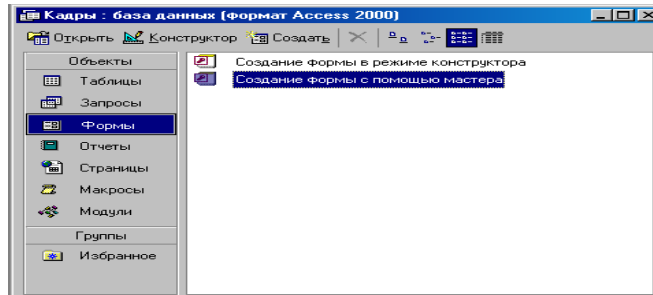 Кадры : база данных (формат Access 2000)
Открыть Конструктор Создать
Объекты
Таблицы
Запросы
Формы
Отчеты
Страницы
Макросы
Модули
Группы
Избранное
Создание формы в режиме конструктора
Создание формы с помощью мастера